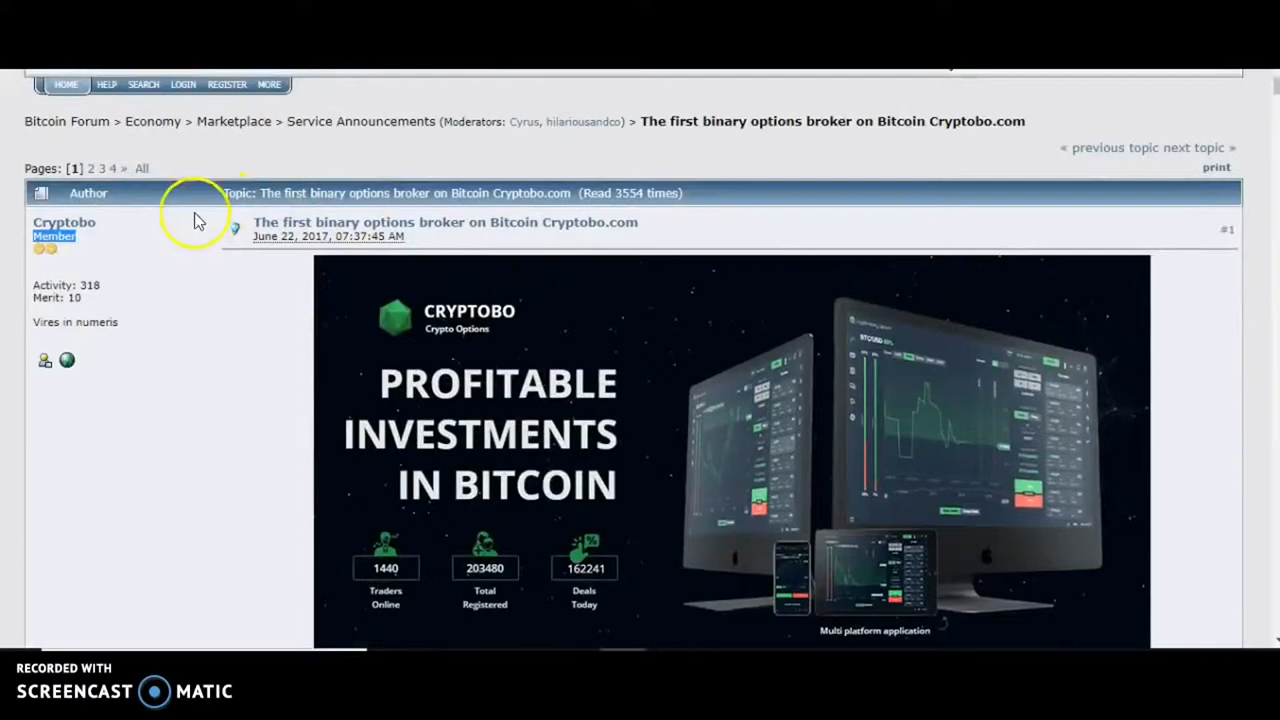 HOME HELP SEARCH LOGIN REGISTER MORE
Bitcoin Forum > Economy > Marketplace > Service Announcements (Moderators: Cyrus, hilariousandco) > The first binary options broker on Bitcoin Cryptobo.com
« previous topic next topic »
Pages: [1] 2 3 4 » All
print
Author
Topic: The first binary options broker on Bitcoin Cryptobo.com (Read 3554 times)
Cryptobo
Member
Activity: 318
Merit: 10
Vires in numeris
The first binary options broker on Bitcoin Cryptobo.com
June 22, 2017, 07:37:45 AM
#1
CRYPTOBO
Crypto Options
PROFITABLE
INVESTMENTS
IN BITCOIN
1440 203480 162241
Traders Total Deals
Online Registered Today
Multi platform application
RECORDED WITH
SCREENCAST MATIC